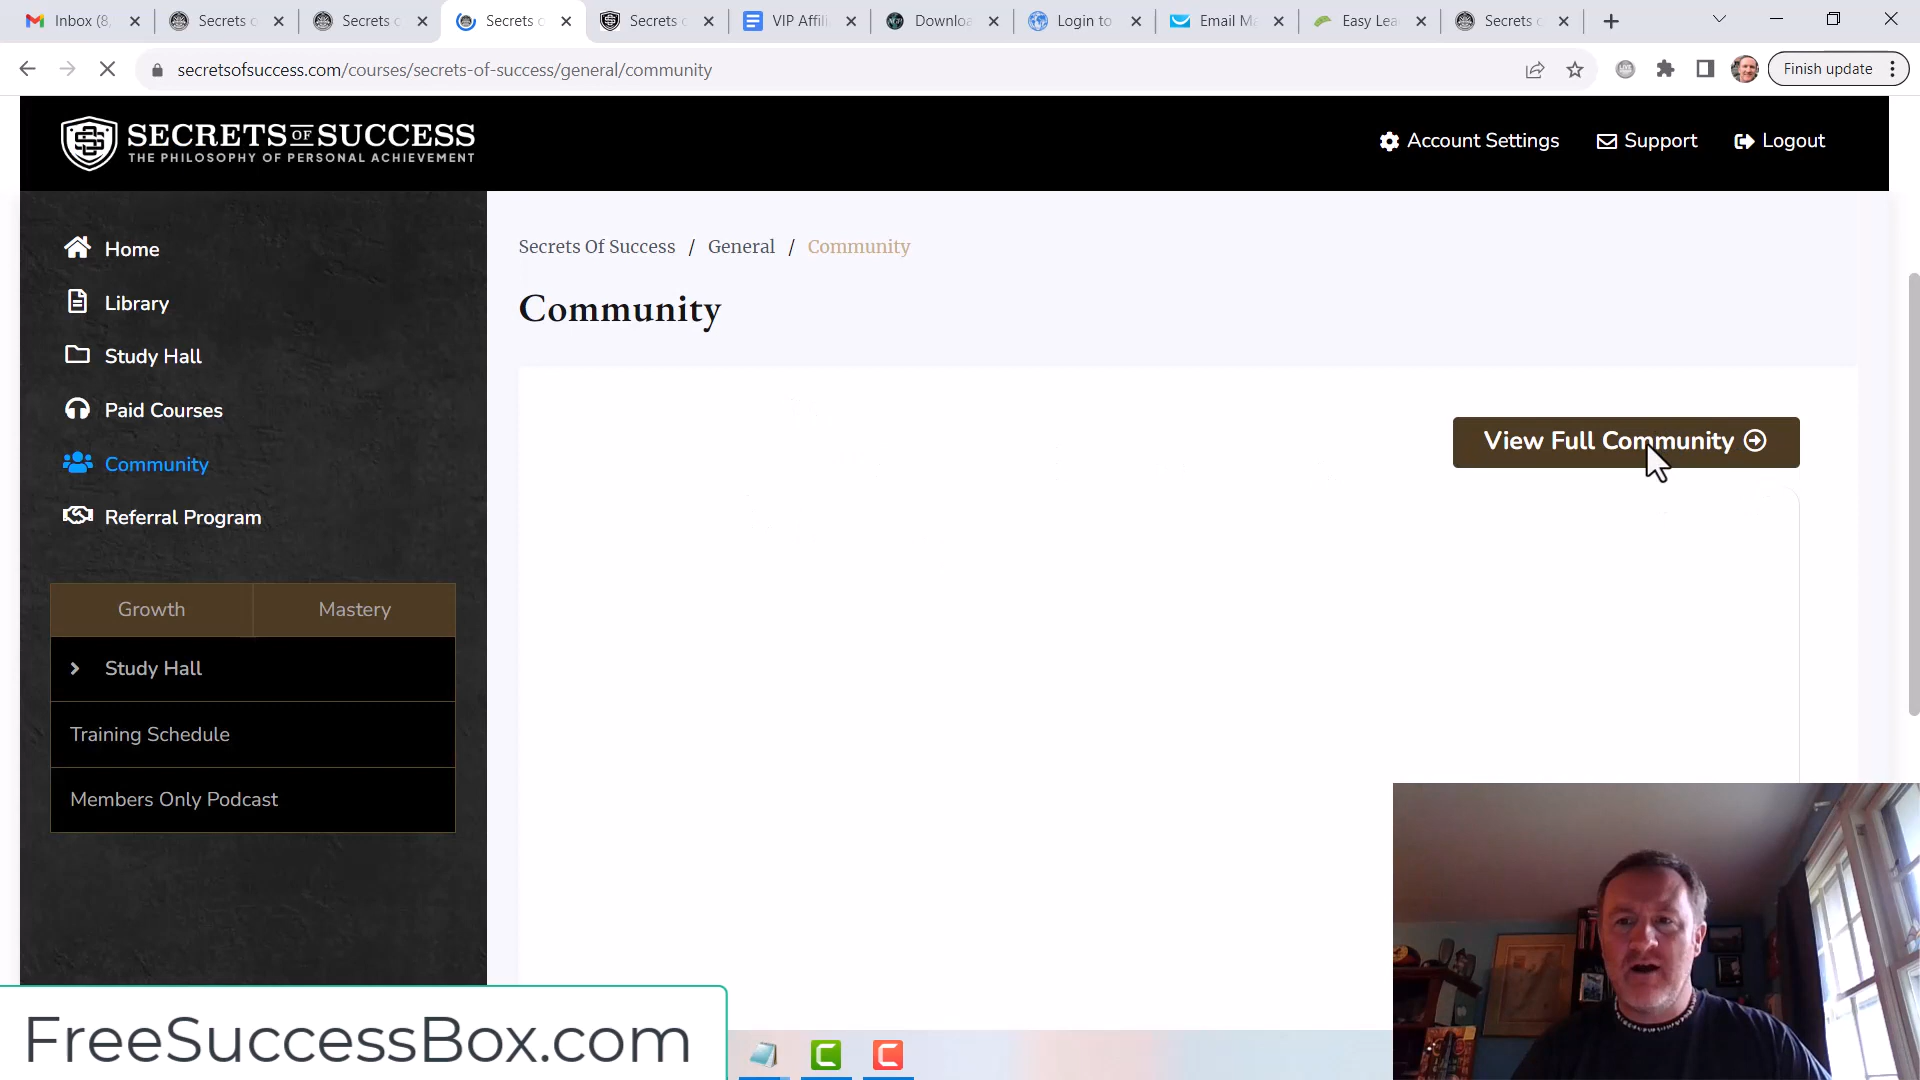 Inbox (8,
Secrets o
Secrets o
Secrets o
Secrets o
VIP Affili
Downloa
Login to
Email Ma
Easy Lea
Secrets o
secretsofsuccess.com/courses/secrets-of-success/general/community
Finish update
SECRETS OF SUCCESS
THE PHILOSOPHY OF PERSONAL ACHIEVEMENT
Account Settings
Support
Logout
Home
Library
Study Hall
Paid Courses
Community
Referral Program
Growth
Mastery
Study Hall
Training Schedule
Members Only Podcast
Secrets Of Success / General / Community
Community
View Full Community
FreeSuccessBox.com